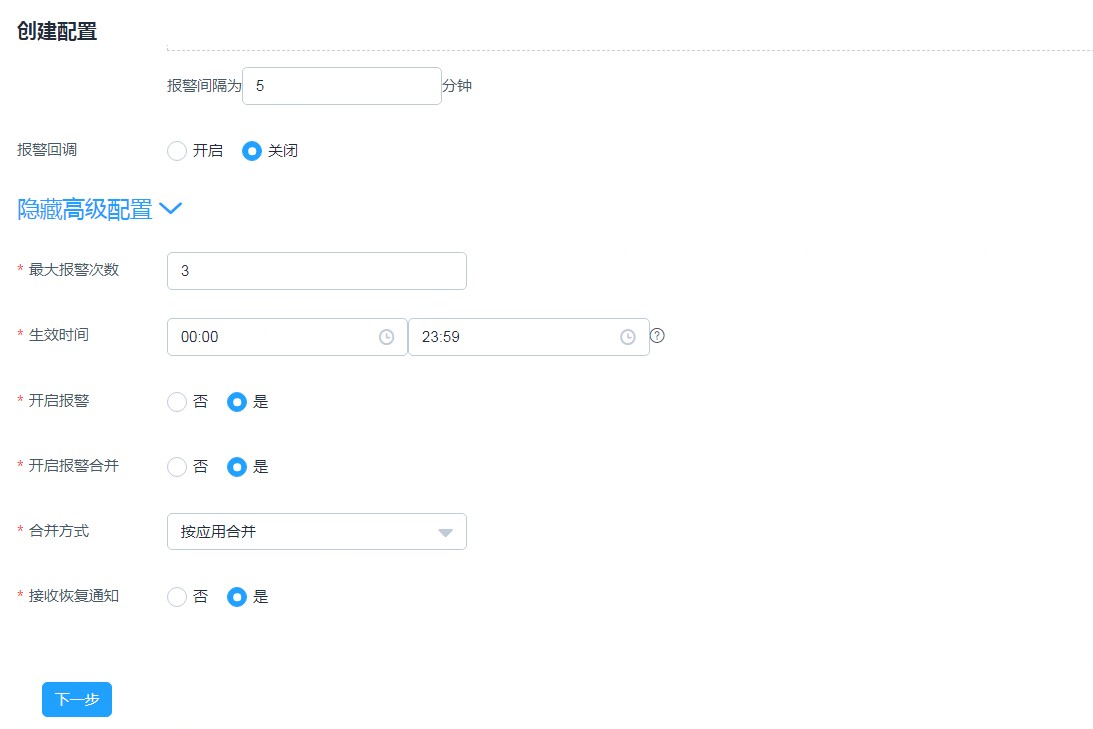 创建配置
报警间隔为 5 分钟
报警回调 开启 关闭
隐藏高级配置
* 最大报警次数 3
* 生效时间 00:00 23:59 ?
* 开启报警 否 是
* 开启报警合并 否 是
* 合并方式 按应用合并
* 接收恢复通知 否 是
下一步